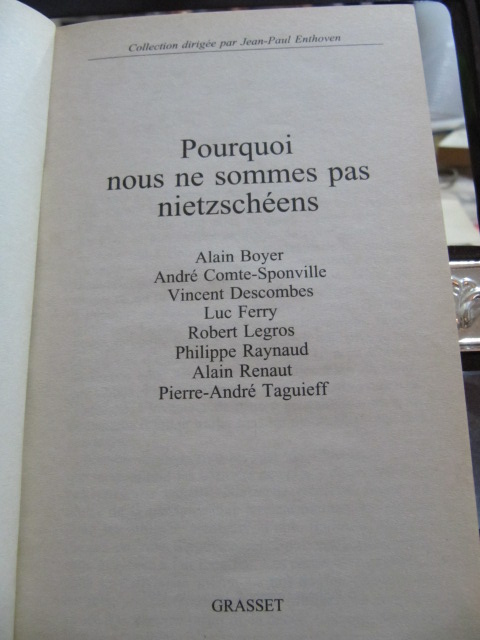 Collection dirigée par Jean-Paul Enthoven
Pourquoi
nous ne sommes pas
nietzschéens
Alain Boyer
André Comte-Sponville
Vincent Descombes
Luc Ferry
Robert Legros
Philippe Raynaud
Alain Renaut
Pierre-André Taguieff
GRASSET